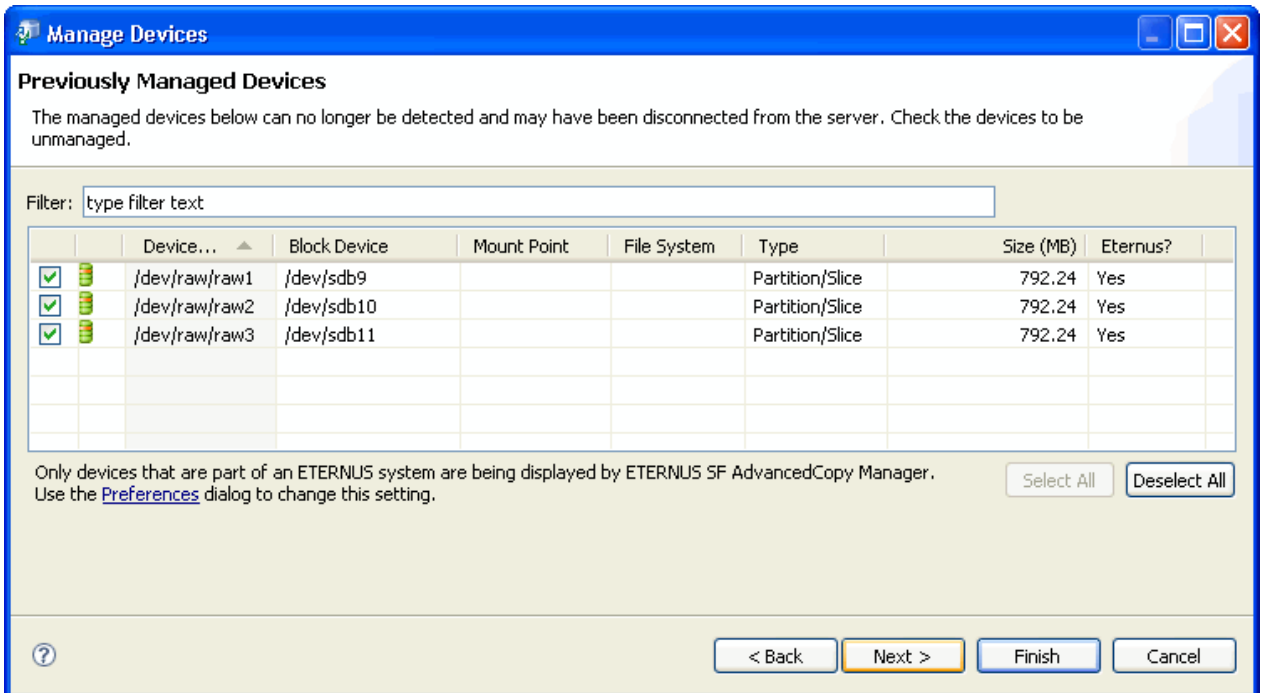 Manage Devices
Previously Managed Devices
The managed devices below can no longer be detected and may have been disconnected from the server. Check the devices to be
unmanaged.
Filter: type filter text
Device... Block Device Mount Point File System Type Size (MB) Eternus?
/dev/raw/raw1 /dev/sdb9 Partition/Slice 792.24 Yes
/dev/raw/raw2 /dev/sdb10 Partition/Slice 792.24 Yes
/dev/raw/raw3 /dev/sdb11 Partition/Slice 792.24 Yes
Only devices that are part of an ETERNUS system are being displayed by ETERNUS SF AdvancedCopy Manager.
Use the Preferences dialog to change this setting.
Select All Deselect All
? < Back Next > Finish Cancel